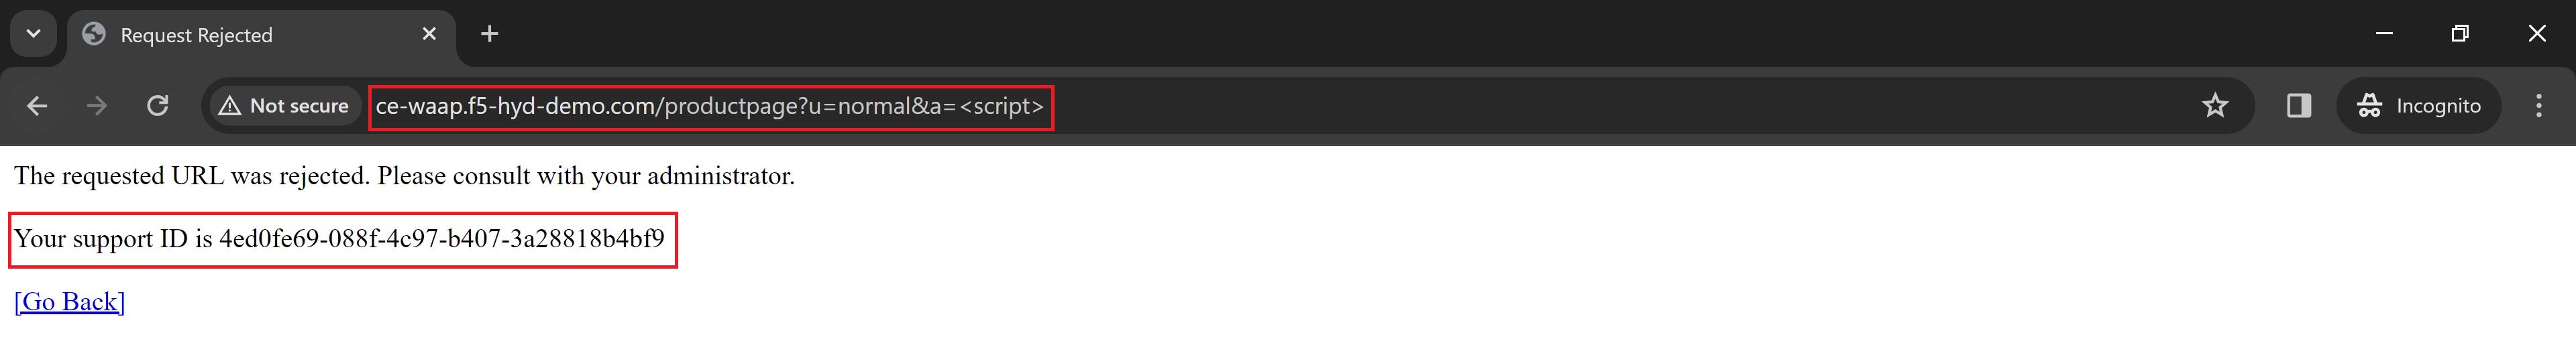 Request Rejected
Not secure ce-waap.f5-hyd-demo.com/productpage?u=normal&a=<script> Incognito
The requested URL was rejected. Please consult with your administrator.
Your support ID is 4ed0fe69-088f-4c97-b407-3a28818b4bf9
[Go Back]